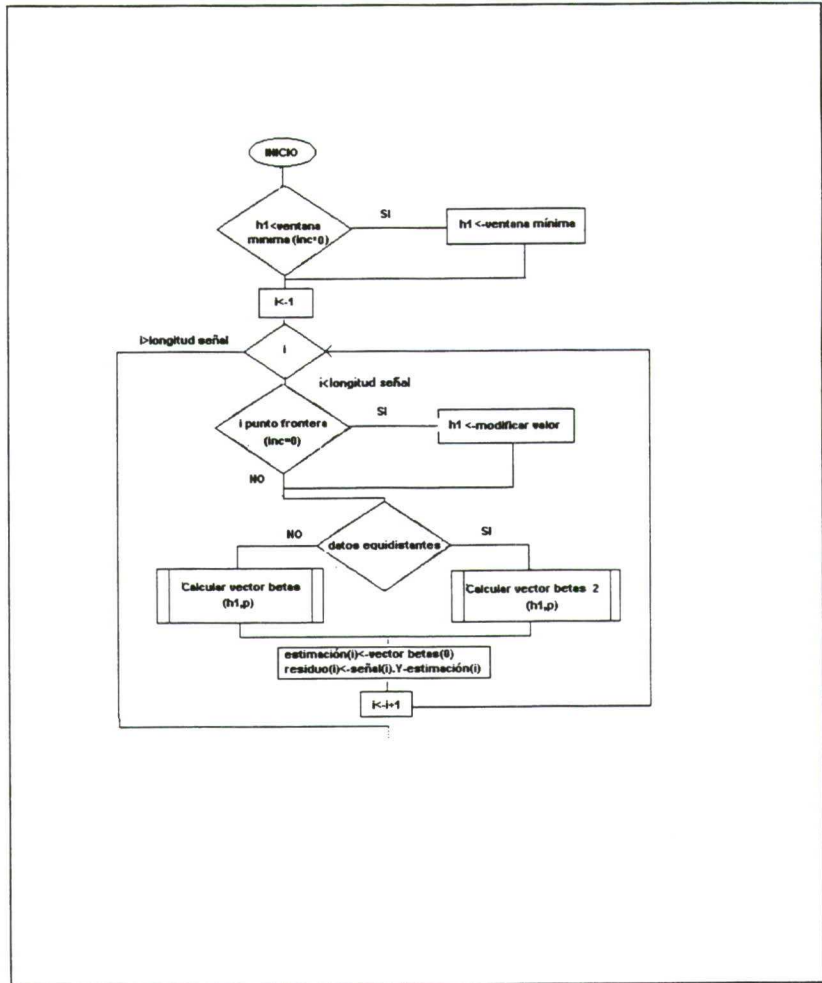 INICIO
h1<ventana
minima (inc*0)
SI
h1 <-ventana mínima
i<-1
i>longitud señal
i
i<longitud señal
i punto frontera
(inc=0)
SI
h1 <-modificar valor
NO
NO
datos equidistantes
SI
Calcular vector betas
(h1,p)
Calcular vector betas 2
(h1,p)
estimación(i)<-vector betas(0)
residuo(i)<-señal(i).Y-estimación(i)
i<-i+1